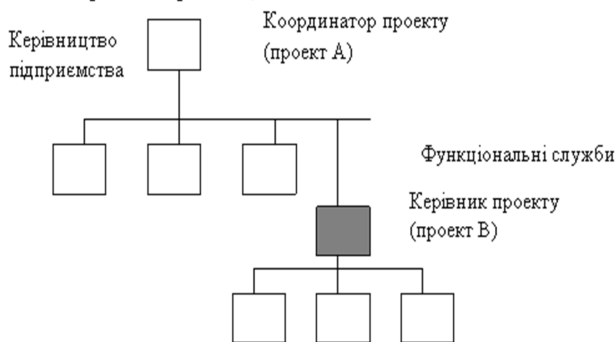 Координатор проекту
(проект А)
Керівництво
підприємства
Функціональні служби
Керівник проекту
(проект В)